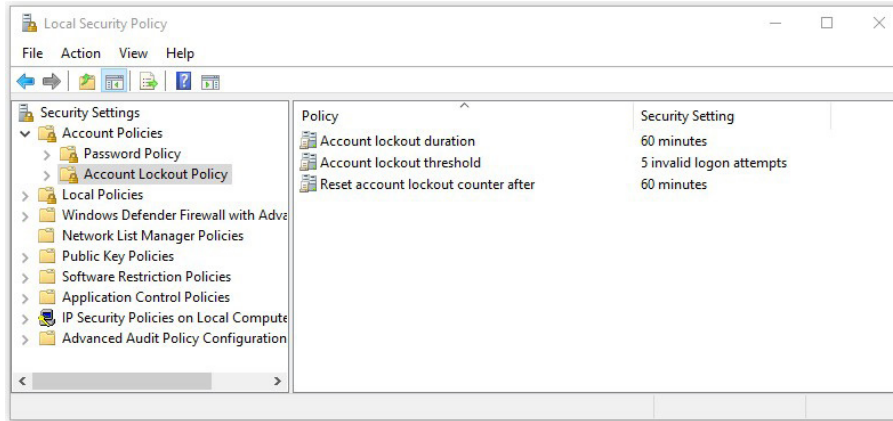 Local Security Policy
File Action View Help
Security Settings
Account Policies
Password Policy
Account Lockout Policy
Local Policies
Windows Defender Firewall with Adva
Network List Manager Policies
Public Key Policies
Software Restriction Policies
Application Control Policies
IP Security Policies on Local Compute
Advanced Audit Policy Configuration
Policy Security Setting
Account lockout duration 60 minutes
Account lockout threshold 5 invalid logon attempts
Reset account lockout counter after 60 minutes